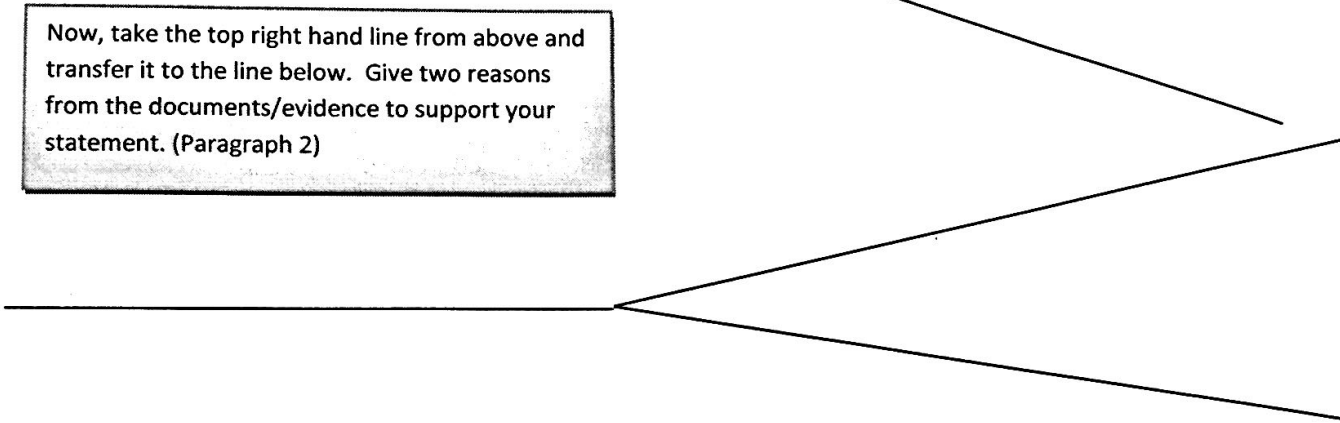 Now, take the top right hand line from above and
transfer it to the line below.  Give two reasons
from the documents/evidence to support your
statement. (Paragraph 2)